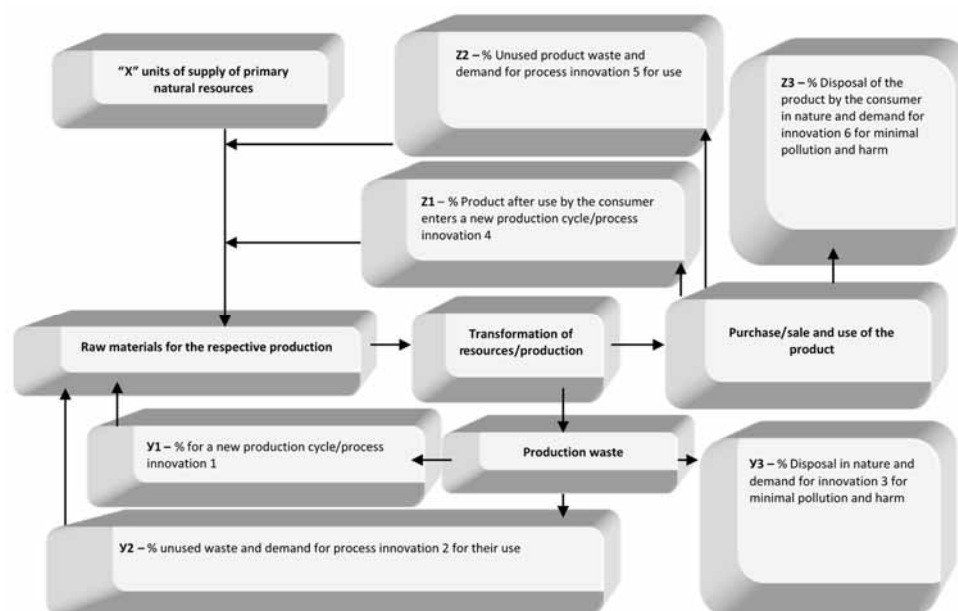 “X” units of supply of primary
natural resources
Z2 – % Unused product waste and
demand for process innovation 5 for use
Z3 – % Disposal of the
product by the consumer
in nature and demand for
innovation 6 for minimal
pollution and harm
Z1 – % Product after use by the consumer
enters a new production cycle/process
innovation 4
Raw materials for the respective production
Transformation of
resources/production
Purchase/sale and use of the
product
У1 – % for a new production cycle/process
innovation 1
Production waste
У3 – % Disposal in nature and
demand for innovation 3 for
minimal pollution and harm
У2 – % unused waste and demand for process innovation 2 for their use